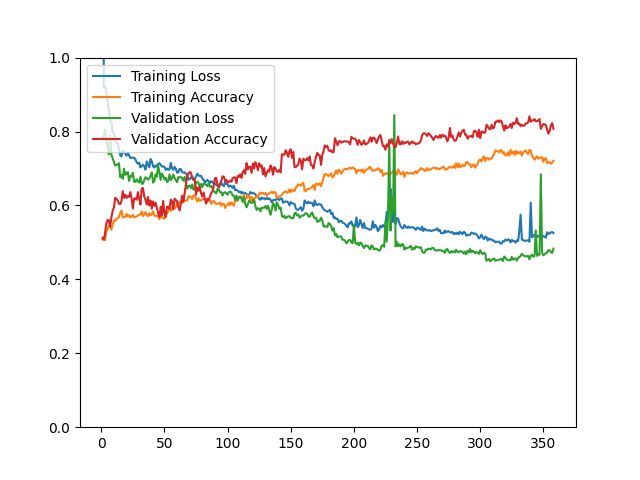 1.0
0.8
0.6
0.4
0.2
0.0
Training Loss
Training Accuracy
Validation Loss
Validation Accuracy
0 50 100 150 200 250 300 350